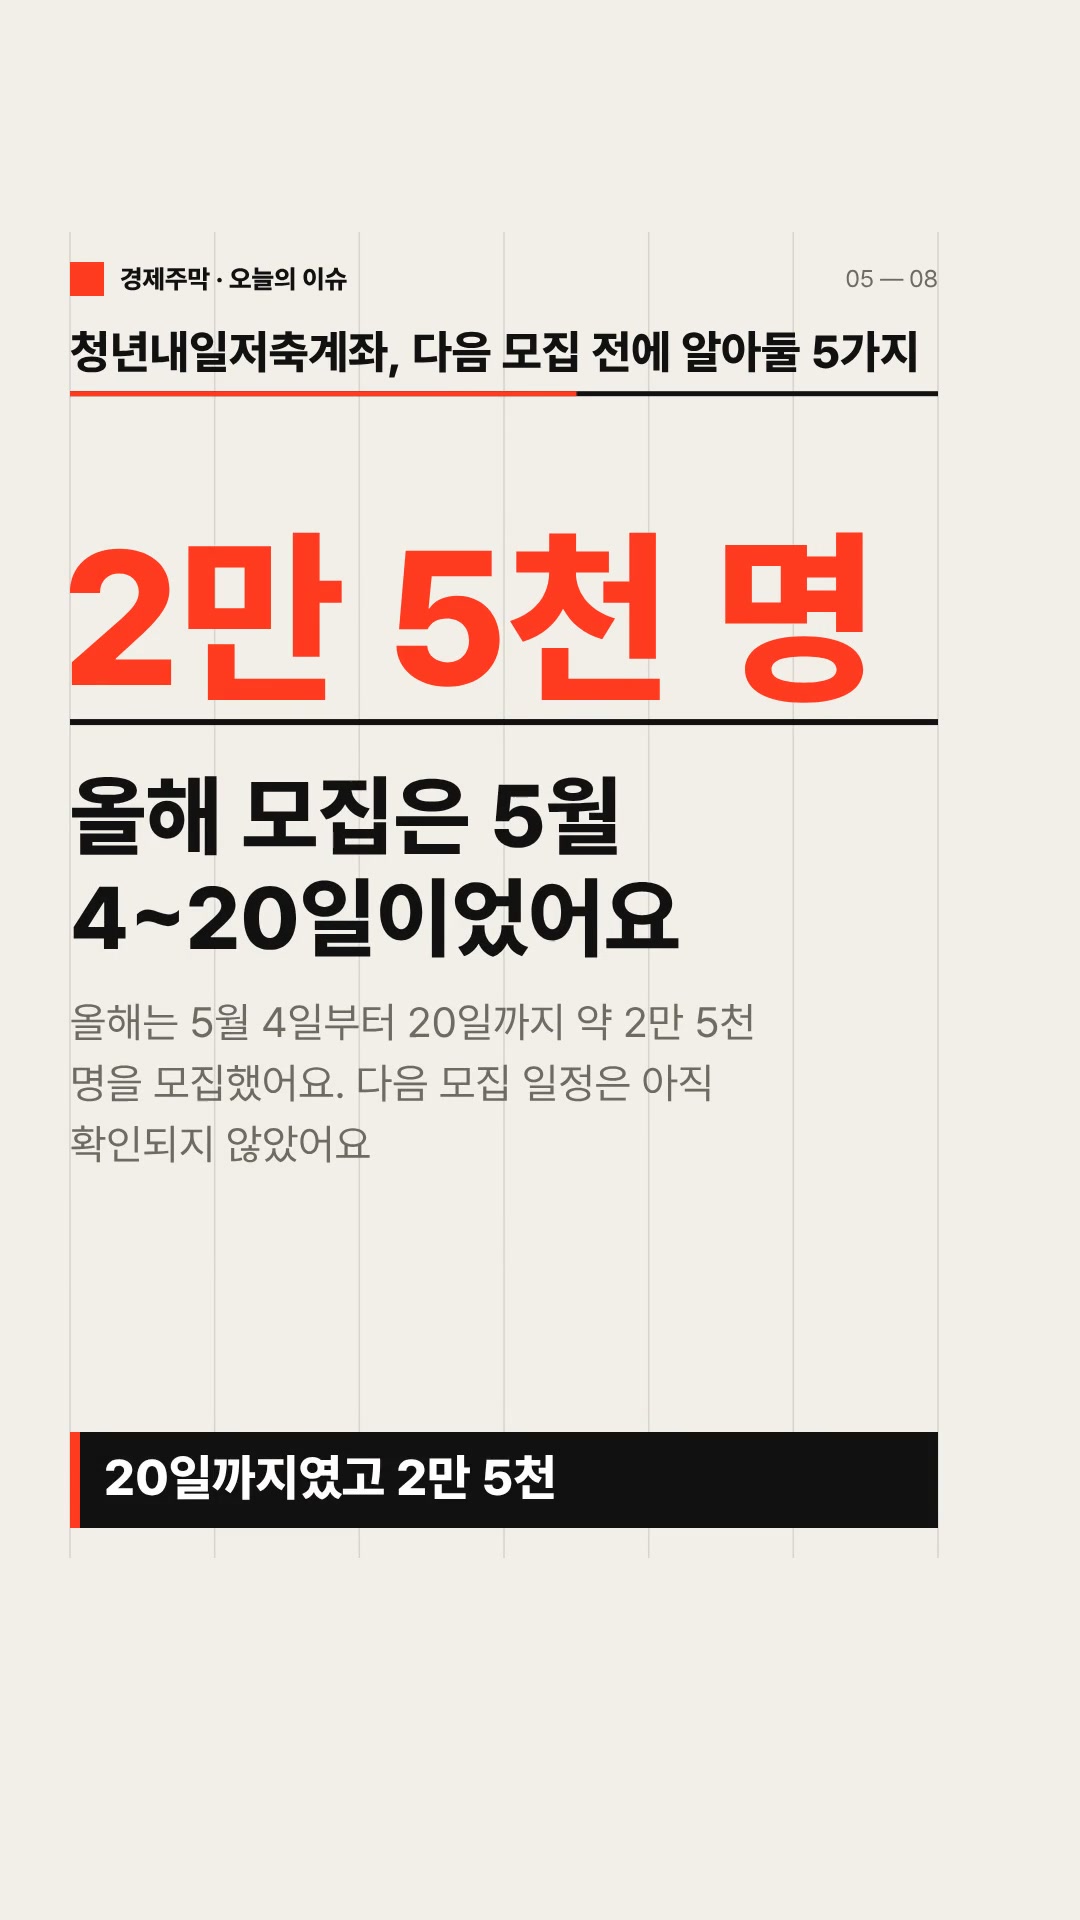 경제주막 · 오늘의 이슈
05 — 08
청년내일저축계좌, 다음 모집 전에 알아둘 5가지
2만 5천 명
올해 모집은 5월
4~20일이었어요
올해는 5월 4일부터 20일까지 약 2만 5천
명을 모집했어요. 다음 모집 일정은 아직
확인되지 않았어요
20일까지였고 2만 5천